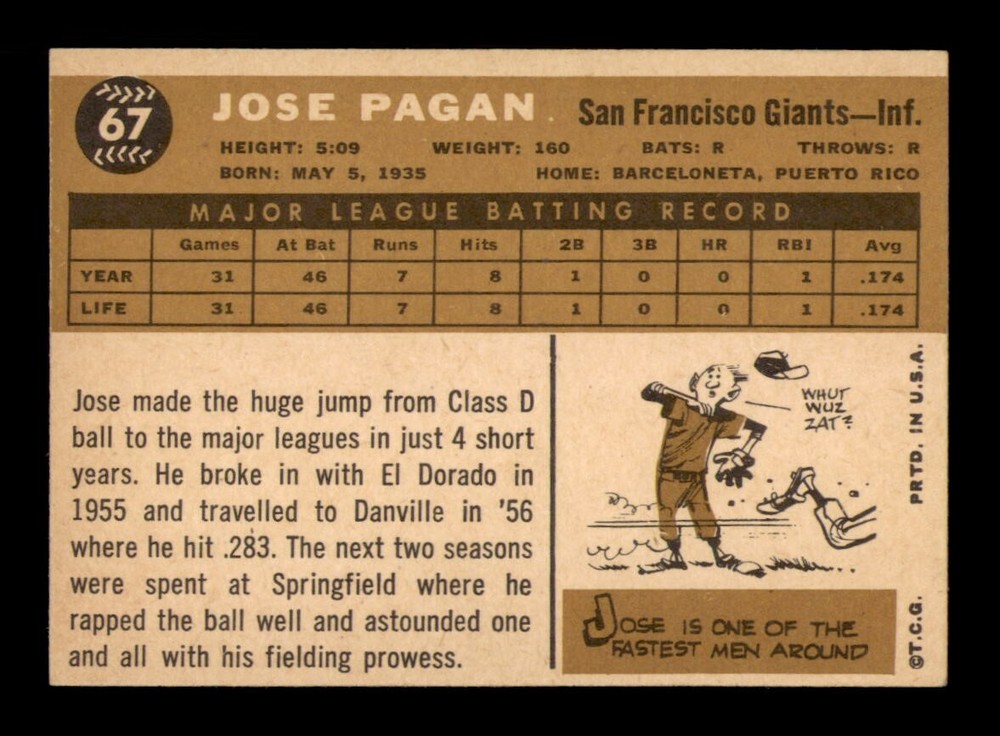 67
JOSE PAGAN
San Francisco Giants—Inf.
HEIGHT: 5:09 WEIGHT: 160 BATS: R THROWS: R
BORN: MAY 5, 1935 HOME: BARCELONETA, PUERTO RICO
MAJOR LEAGUE BATTING RECORD
Games At Bat Runs Hits 2B 3B HR RBI Avg
YEAR 31 46 7 8 1 0 0 1 .174
LIFE 31 46 7 8 1 0 0 1 .174
Jose made the huge jump from Class D
ball to the major leagues in just 4 short
years. He broke in with El Dorado in
1955 and travelled to Danville in '56
where he hit .283. The next two seasons
were spent at Springfield where he
rapped the ball well and astounded one
and all with his fielding prowess.
WHUT
WUZ
ZAT?
JOSE IS ONE OF THE
FASTEST MEN AROUND
©T.C.G. PRTD. IN U.S.A.